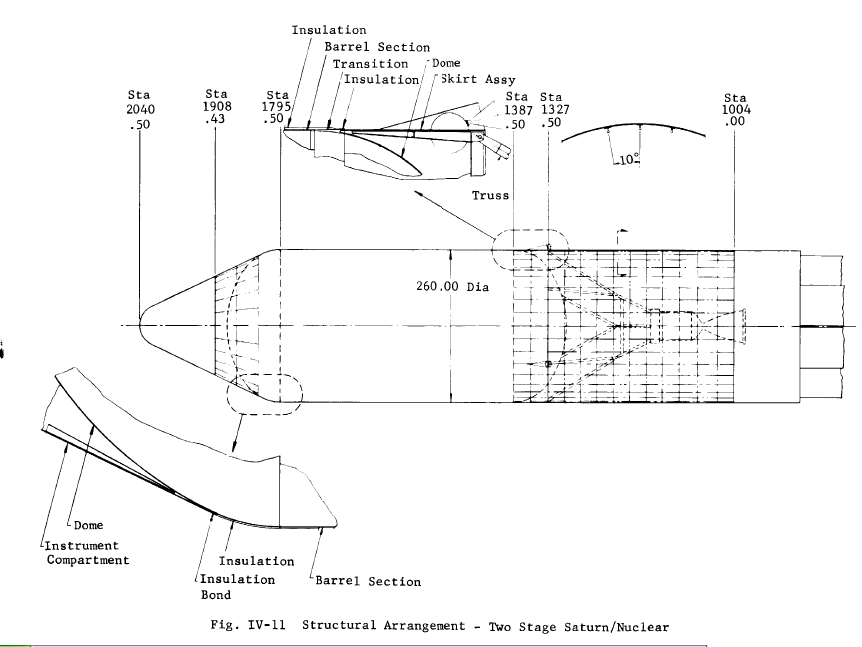 Insulation
Barrel Section
Transition
Dome
Insulation
Skirt Assy
Sta
2040
.50
Sta
1908
.43
Sta
1795
.50
Sta
1387
.50
Sta
1327
.50
Sta
1004
.00
10°
Truss
260.00 Dia
Dome
Instrument
Compartment
Insulation
Insulation
Bond
Barrel Section
Fig. IV-11 Structural Arrangement - Two Stage Saturn/Nuclear